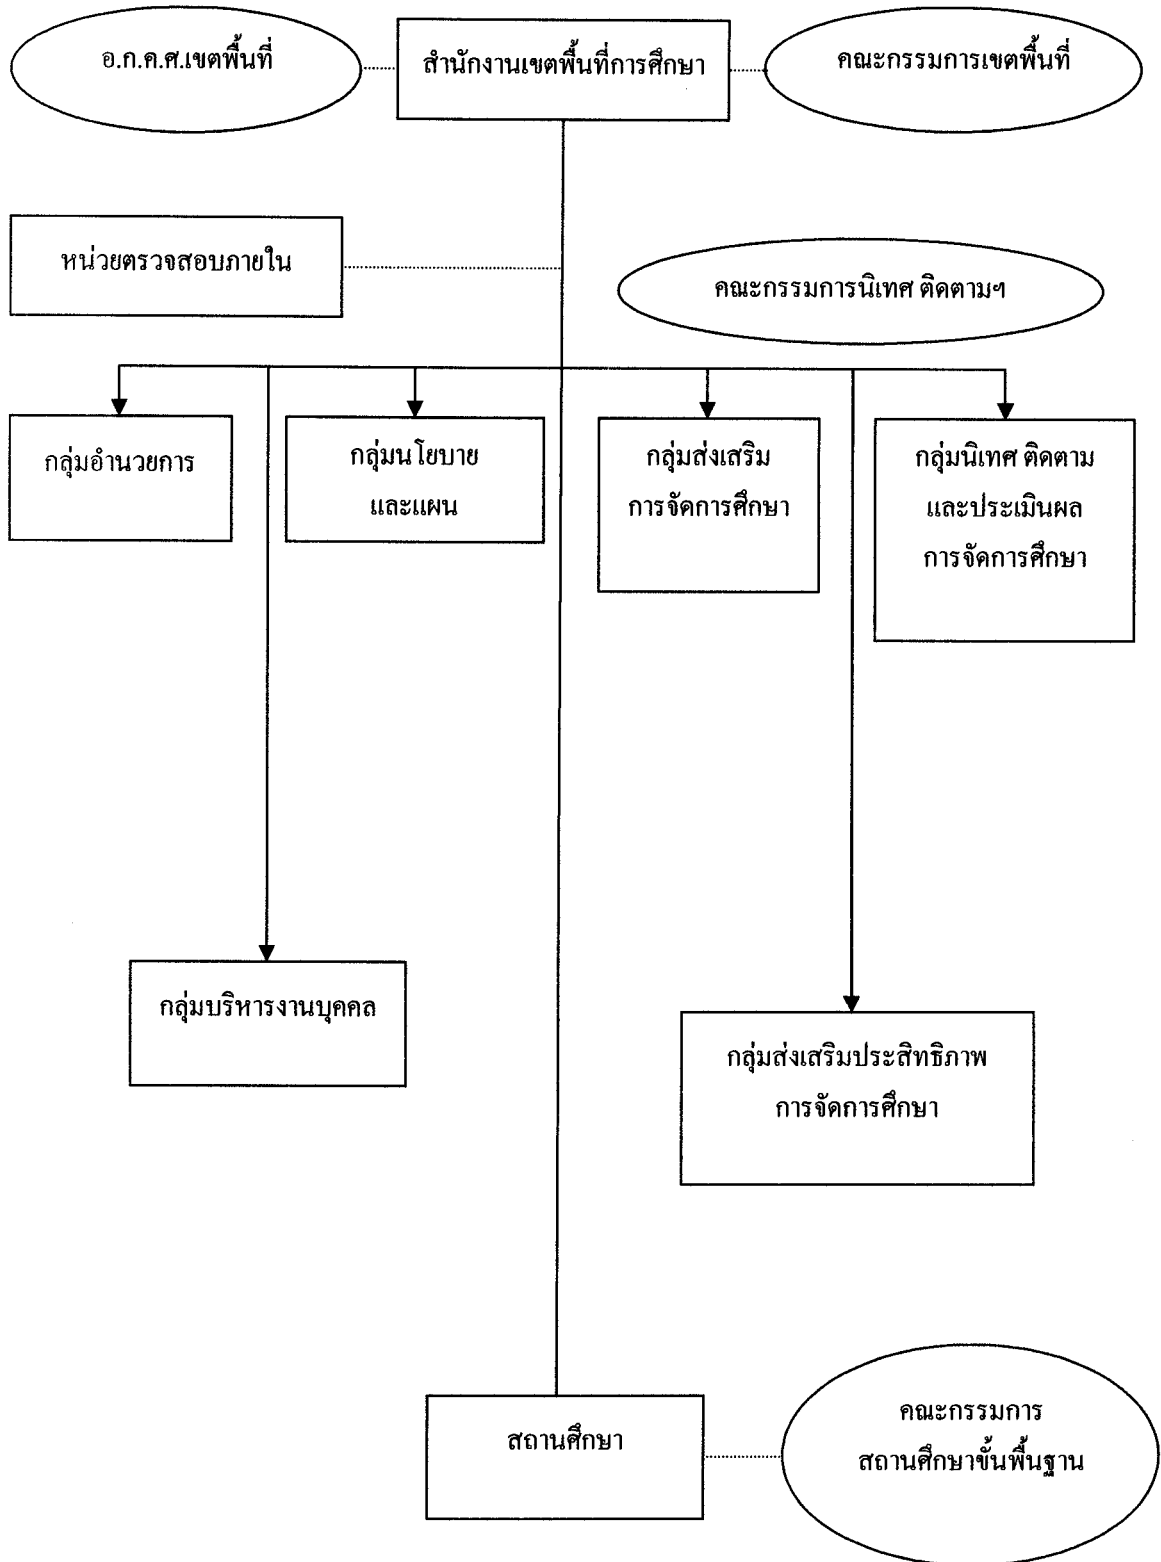 อ.ก.ค.ศ.เขตพื้นที่
สำนักงานเขตพื้นที่การศึกษา
คณะกรรมการเขตพื้นที่
หน่วยตรวจสอบภายใน
คณะกรรมการนิเทศ ติดตามฯ
กลุ่มอำนวยการ
กลุ่มนโยบาย
และแผน
กลุ่มส่งเสริม
การจัดการศึกษา
กลุ่มนิเทศ ติดตาม
และประเมินผล
การจัดการศึกษา
กลุ่มบริหารงานบุคคล
กลุ่มส่งเสริมประสิทธิภาพ
การจัดการศึกษา
สถานศึกษา
คณะกรรมการ
สถานศึกษาขั้นพื้นฐาน